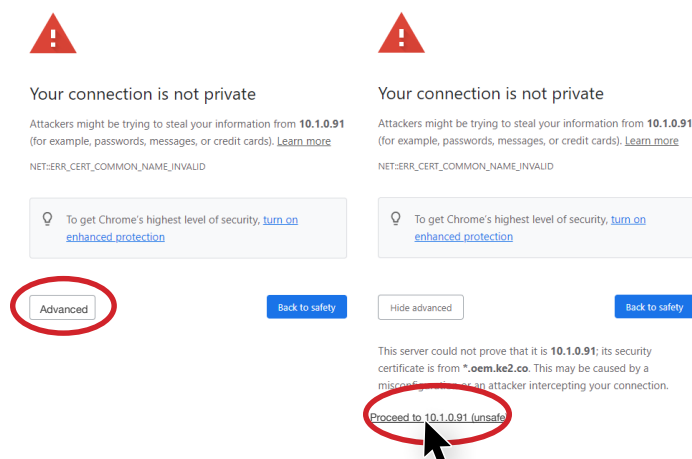 Your connection is not private
Attackers might be trying to steal your information from 10.1.0.91
(for example, passwords, messages, or credit cards). Learn more
NET::ERR_CERT_COMMON_NAME_INVALID
To get Chrome's highest level of security, turn on
enhanced protection
Advanced
Back to safety
Your connection is not private
Attackers might be trying to steal your information from 10.1.0.91
(for example, passwords, messages, or credit cards). Learn more
NET::ERR_CERT_COMMON_NAME_INVALID
To get Chrome's highest level of security, turn on
enhanced protection
Hide advanced
Back to safety
This server could not prove that it is 10.1.0.91; its security
certificate is from *.oem.ke2.co. This may be caused by a
misconfiguration or an attacker intercepting your connection.
Proceed to 10.1.0.91 (unsafe